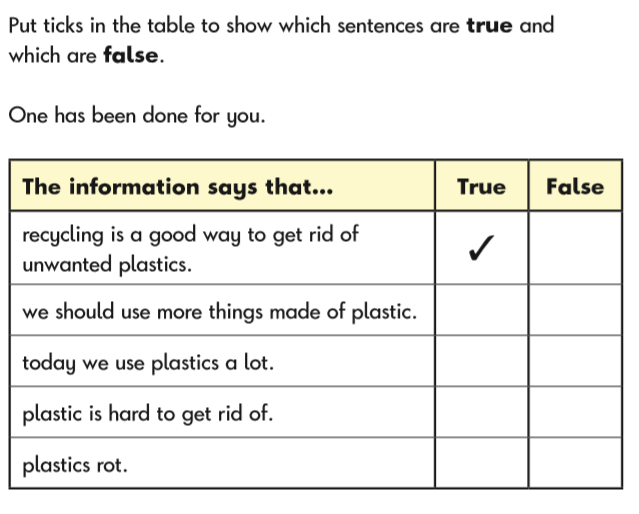 Put ticks in the table to show which sentences are true and
which are false.
One has been done for you.
The information says that... True False
recycling is a good way to get rid of
unwanted plastics. ✓
we should use more things made of plastic.
today we use plastics a lot.
plastic is hard to get rid of.
plastics rot.